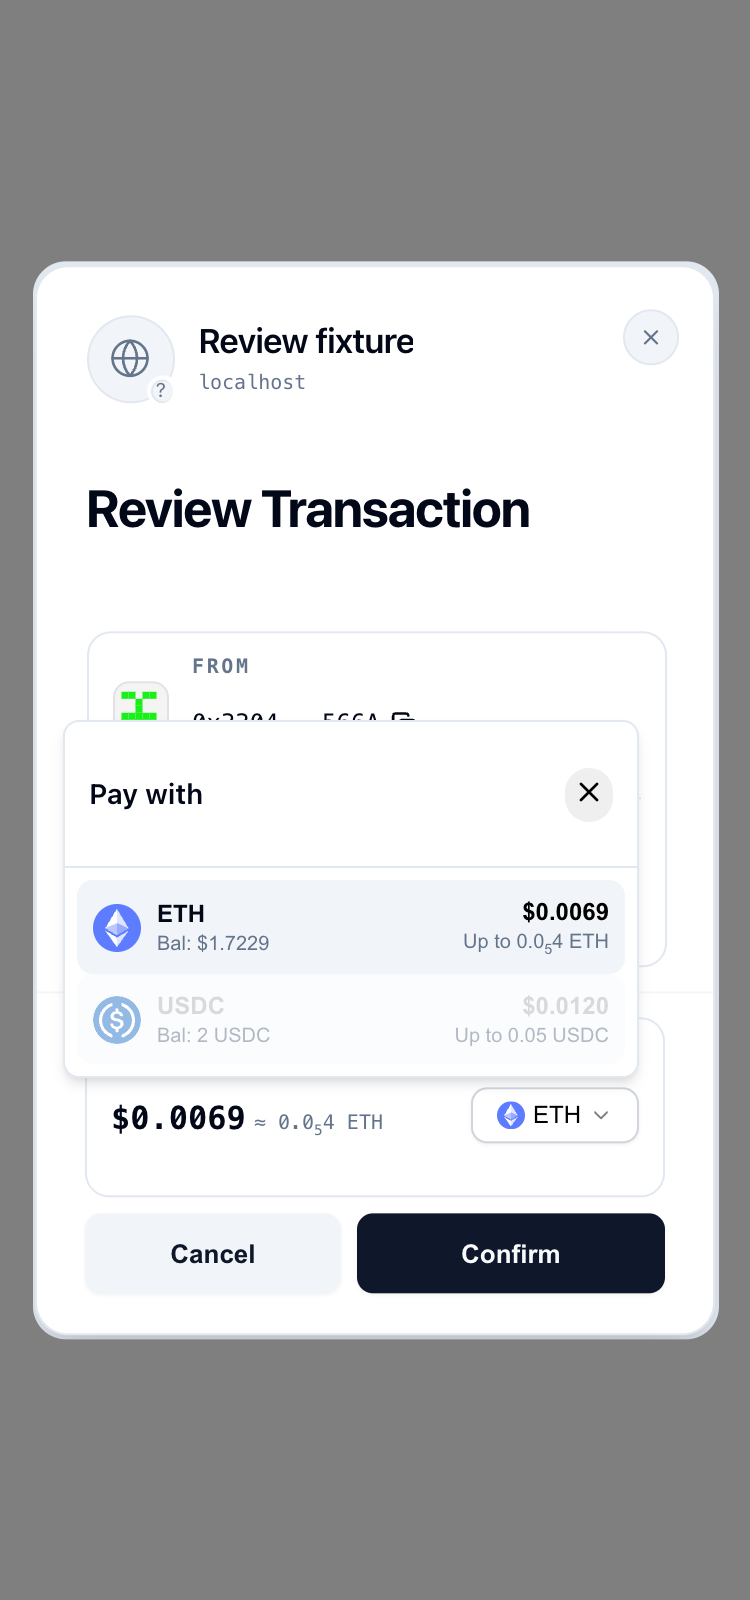 Review fixture
?
localhost
Review Transaction
FROM
Pay with
ETH $0.0069
Bal: $1.7229 Up to 0.0₅4 ETH
USDC $0.0120
Bal: 2 USDC Up to 0.05 USDC
$0.0069 ≈ 0.0₅4 ETH ETH
Cancel Confirm